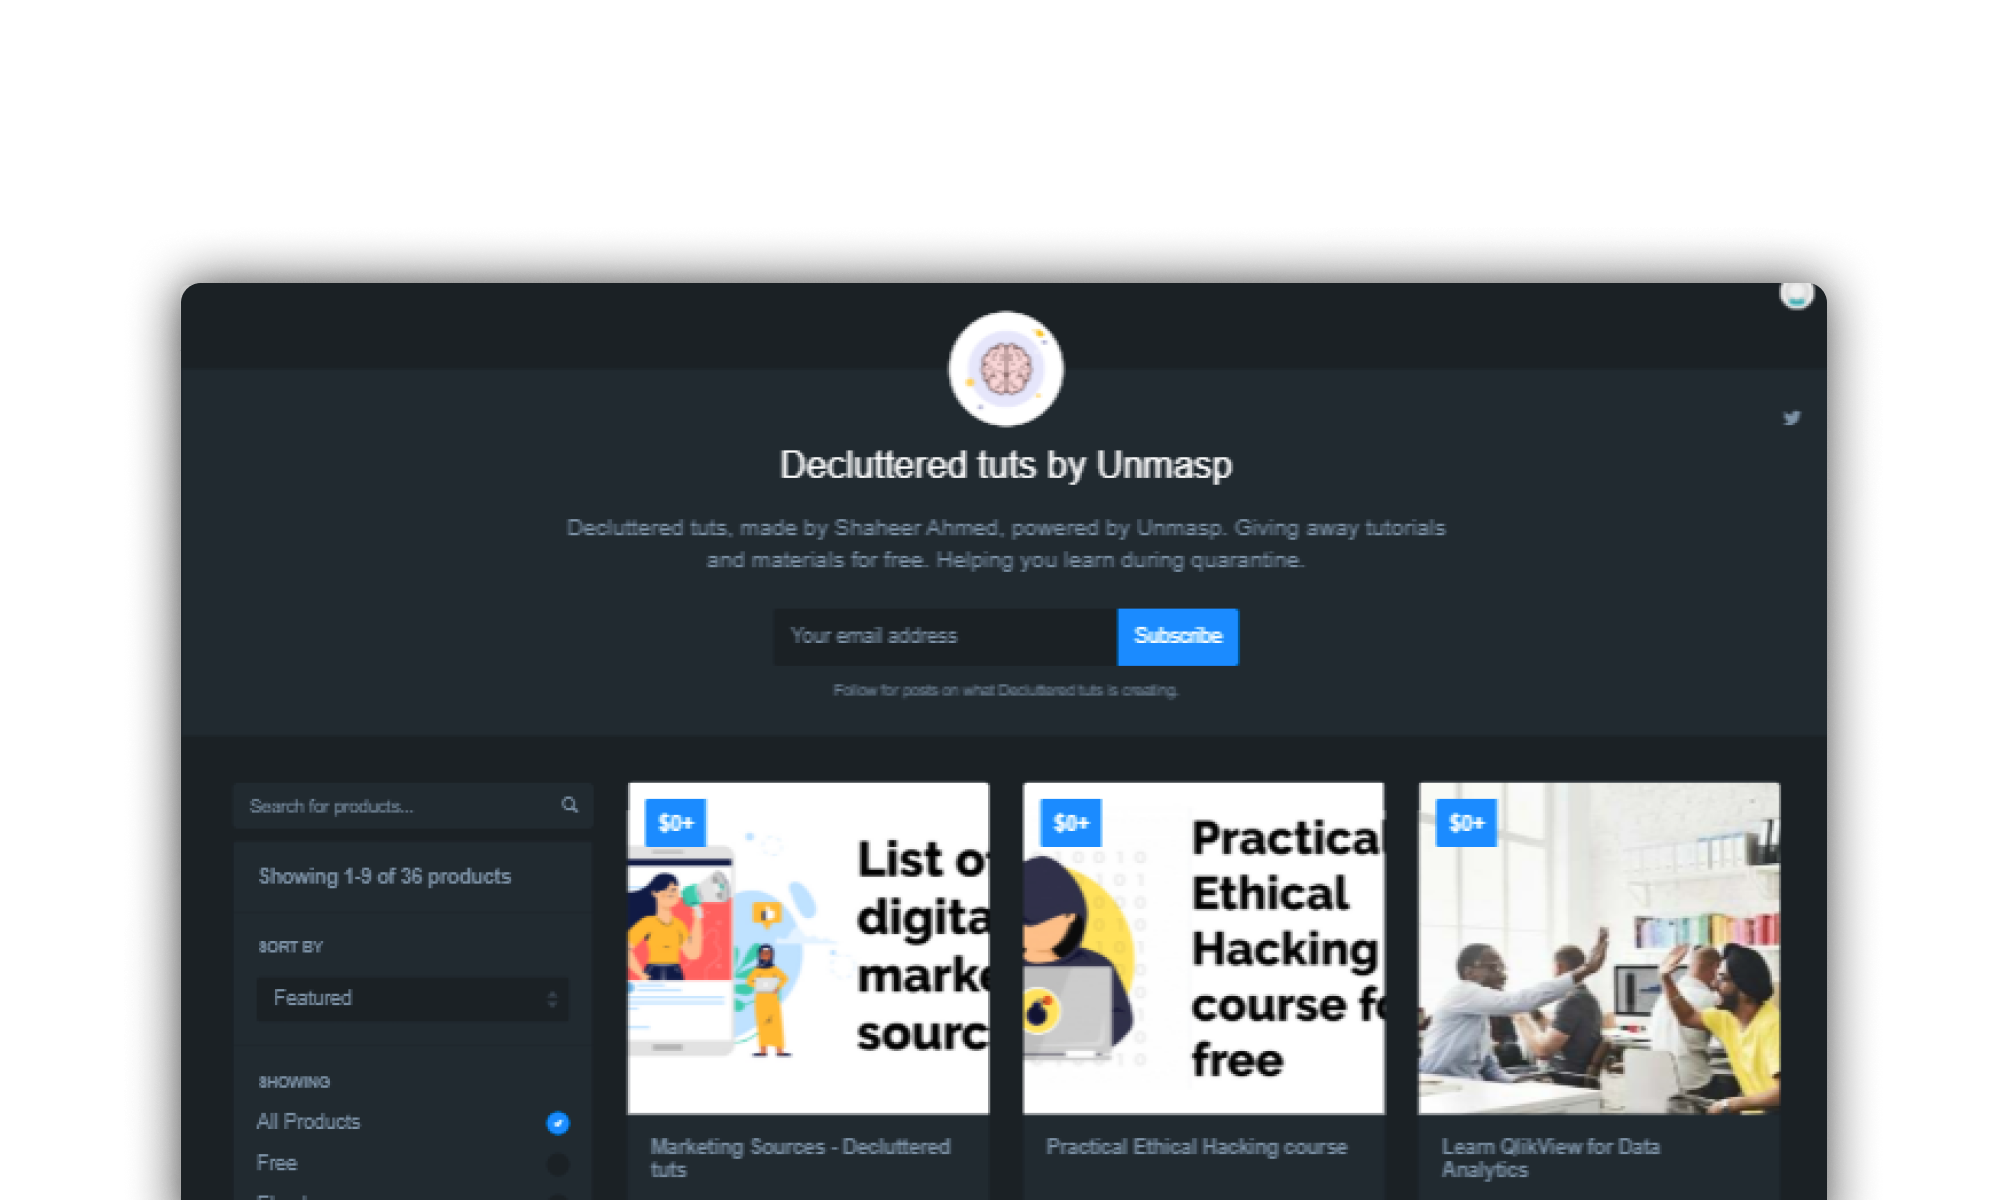 Decluttered tuts by Unmasp
Decluttered tuts, made by Shaheer Ahmed, powered by Unmasp. Giving away tutorials
and materials for free. Helping you learn during quarantine.
Your email address
Subscribe
Follow for posts on what Decluttered tuts is creating.
Search for products...
Showing 1-9 of 36 products
SORT BY
Featured
SHOWING
All Products
Free
$0+
List of
digita
marke
sourc
Marketing Sources - Decluttered
tuts
$0+
Practical
Ethical
Hacking
course fo
free
Practical Ethical Hacking course
$0+
Learn QlikView for Data
Analytics